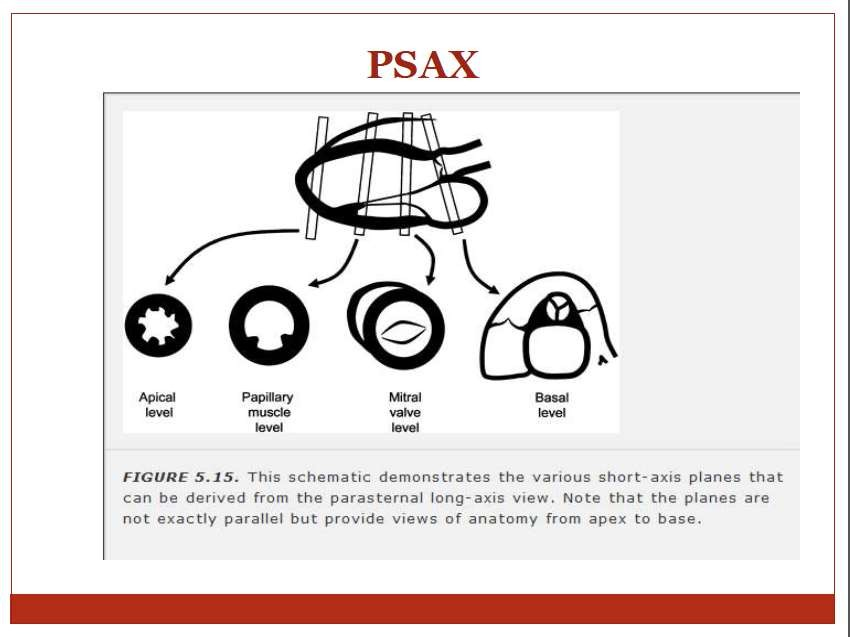 PSAX
Apical
level
Papillary
muscle
level
Mitral
valve
level
Basal
level
FIGURE 5.15. This schematic demonstrates the various short-axis planes that
can be derived from the parasternal long-axis view. Note that the planes are
not exactly parallel but provide views of anatomy from apex to base.